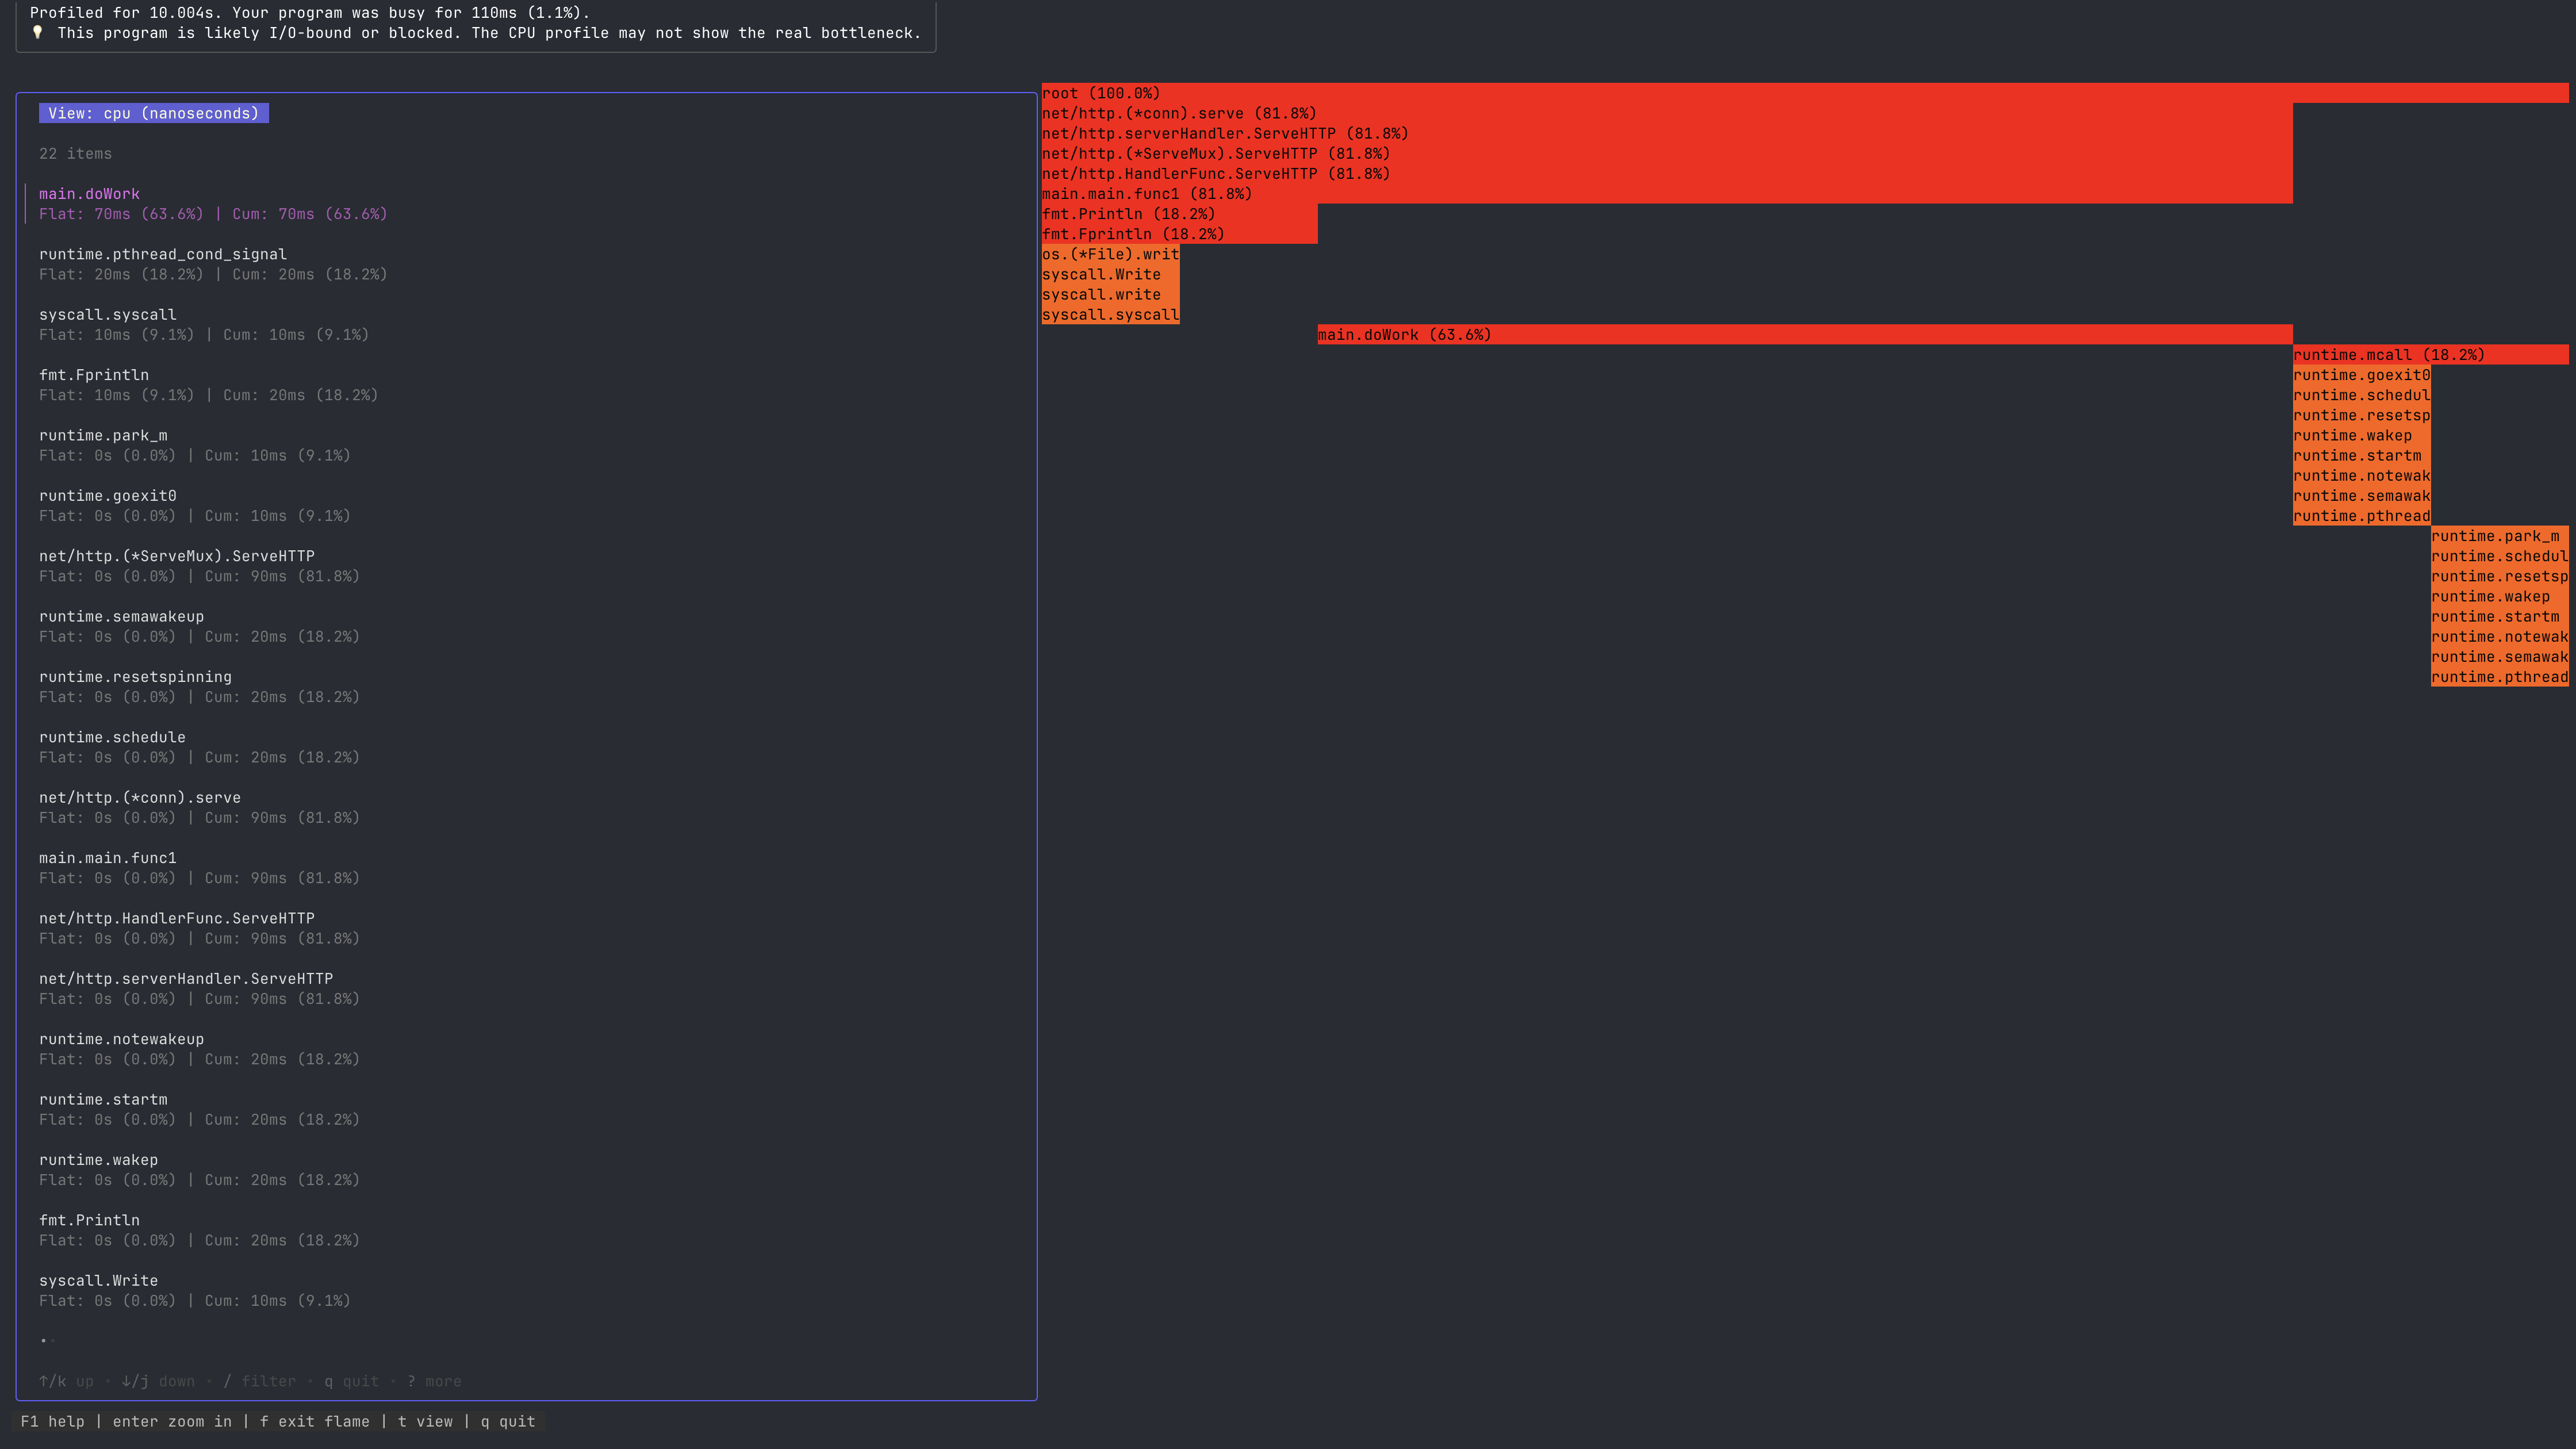 Profiled for 10.004s. Your program was busy for 110ms (1.1%).
💡 This program is likely I/O-bound or blocked. The CPU profile may not show the real bottleneck.
View: cpu (nanoseconds)
22 items
main.doWork
Flat: 70ms (63.6%) | Cum: 70ms (63.6%)
runtime.pthread_cond_signal
Flat: 20ms (18.2%) | Cum: 20ms (18.2%)
syscall.syscall
Flat: 10ms (9.1%) | Cum: 10ms (9.1%)
fmt.Fprintln
Flat: 10ms (9.1%) | Cum: 20ms (18.2%)
runtime.park_m
Flat: 0s (0.0%) | Cum: 10ms (9.1%)
runtime.goexit0
Flat: 0s (0.0%) | Cum: 10ms (9.1%)
net/http.(*ServeMux).ServeHTTP
Flat: 0s (0.0%) | Cum: 90ms (81.8%)
runtime.semawakeup
Flat: 0s (0.0%) | Cum: 20ms (18.2%)
runtime.resetspinning
Flat: 0s (0.0%) | Cum: 20ms (18.2%)
runtime.schedule
Flat: 0s (0.0%) | Cum: 20ms (18.2%)
net/http.(*conn).serve
Flat: 0s (0.0%) | Cum: 90ms (81.8%)
main.main.func1
Flat: 0s (0.0%) | Cum: 90ms (81.8%)
net/http.HandlerFunc.ServeHTTP
Flat: 0s (0.0%) | Cum: 90ms (81.8%)
net/http.serverHandler.ServeHTTP
Flat: 0s (0.0%) | Cum: 90ms (81.8%)
runtime.notewakeup
Flat: 0s (0.0%) | Cum: 20ms (18.2%)
runtime.startm
Flat: 0s (0.0%) | Cum: 20ms (18.2%)
runtime.wakep
Flat: 0s (0.0%) | Cum: 20ms (18.2%)
fmt.Println
Flat: 0s (0.0%) | Cum: 20ms (18.2%)
syscall.Write
Flat: 0s (0.0%) | Cum: 10ms (9.1%)
••
↑/k up • ↓/j down • / filter • q quit • ? more
root (100.0%)
net/http.(*conn).serve (81.8%)
net/http.serverHandler.ServeHTTP (81.8%)
net/http.(*ServeMux).ServeHTTP (81.8%)
net/http.HandlerFunc.ServeHTTP (81.8%)
main.main.func1 (81.8%)
fmt.Println (18.2%)
fmt.Fprintln (18.2%)
os.(*File).writ
syscall.Write
syscall.write
syscall.syscall
main.doWork (63.6%)
runtime.mcall (18.2%)
runtime.goexit0
runtime.schedul
runtime.resetsp
runtime.wakep
runtime.startm
runtime.notewak
runtime.semawak
runtime.pthread
runtime.park_m
runtime.schedul
runtime.resetsp
runtime.wakep
runtime.startm
runtime.notewak
runtime.semawak
runtime.pthread
F1 help | enter zoom in | f exit flame | t view | q quit